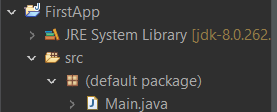 FirstApp
JRE System Library [jdk-8.0.262.
src
(default package)
Main.java